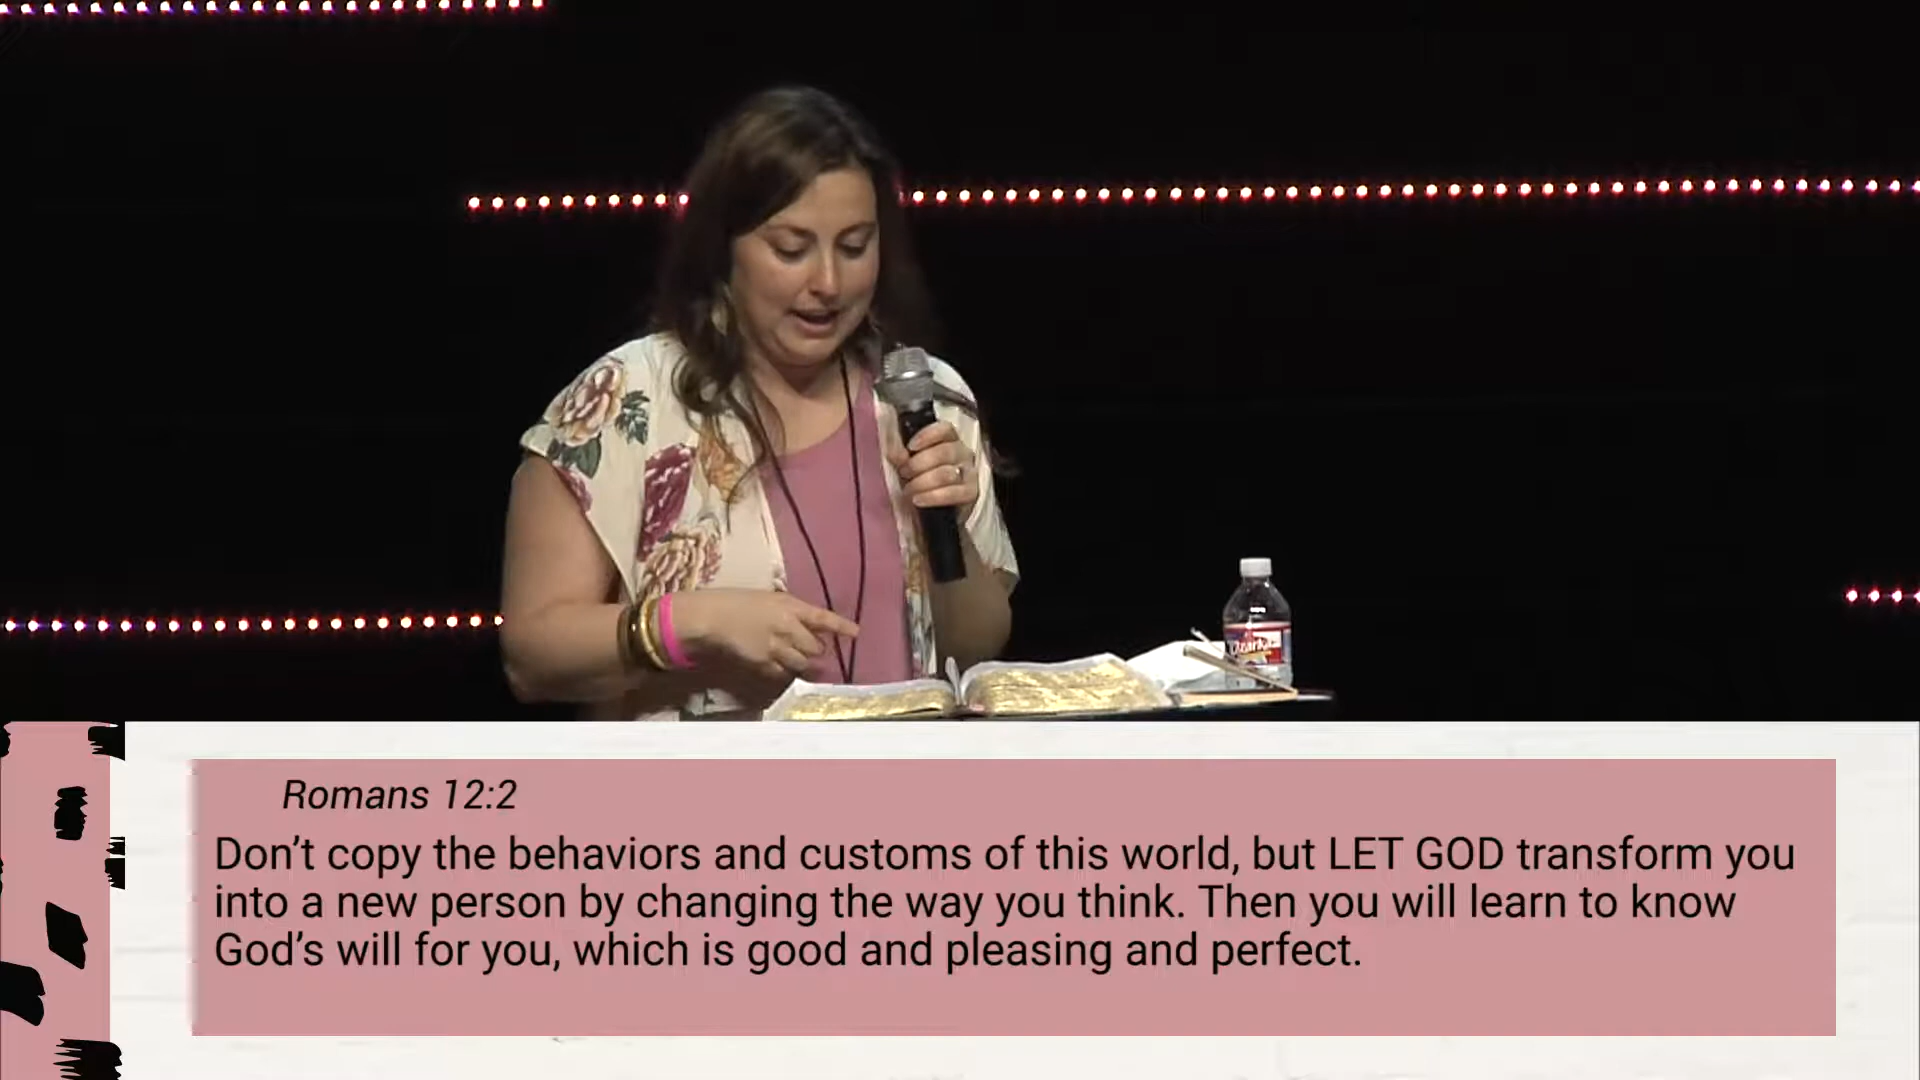 Ozarka
Romans 12:2
Don't copy the behaviors and customs of this world, but LET GOD transform you
into a new person by changing the way you think. Then you will learn to know
God's will for you, which is good and pleasing and perfect.